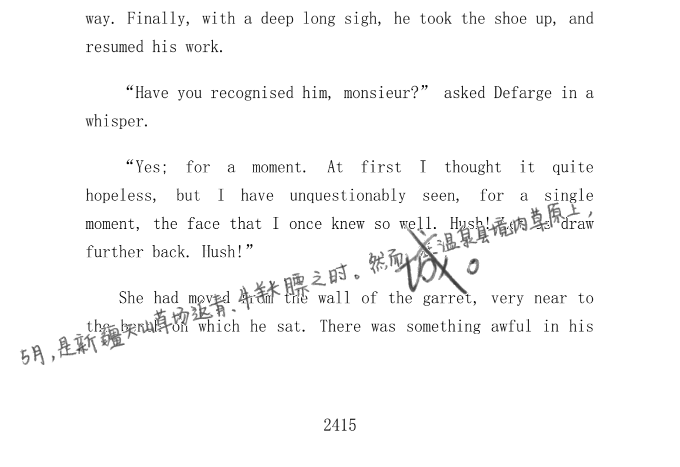 way. Finally, with a deep long sigh, he took the shoe up, and
resumed his work.
“Have you recognised him, monsieur?” asked Defarge in a
whisper.
“Yes; for a moment. At first I thought it quite
hopeless, but I have unquestionably seen, for a single
moment, the face that I once knew so well. Hush! draw
further back. Hush!”
She had moved from the wall of the garret, very near to
the bench on which he sat. There was something awful in his
5月,是新疆天山草场返青、牛羊长膘之时。然而,在温泉县境内草原上,
2415